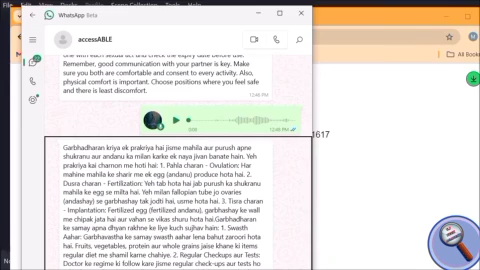 File Edit View
WhatsApp Beta
accessABLE
one with each sexual act and check the expiry date before use.
Remember, good communication with your partner is key. Make
sure you both are comfortable and consent to every activity. Also,
physical comfort is important. Choose positions where you feel safe
and there is least discomfort.
12:46 PM
0:08
12:46 PM
Garbhadharan kriya ek prakriya hai jisme mahila aur purush apne
shukranu aur andanu ka milan karke ek naya jivan banate hain. Yeh
prakriya kai charnon me hoti hai: 1. Pahla charan - Ovulation: Har
mahine mahila ke sharir me ek egg (andanu) produce hota hai. 2.
Dusra charan - Fertilization: Yeh tab hota hai jab purush ka shukranu
mahila ke egg se milta hai. Yeh milan fallopian tube jo ovaries
(andashay) se garbhashay tak jodti hai, usme hota hai. 3. Tisra charan
- Implantation: Fertilized egg (fertilized andanu), garbhashay ke wall
me chipak jata hai aur vahan se vikas shuru hota hai.Garbhadharan
ke samay apna dhyan rakhne ke liye kuch sujhav hain: 1. Swasth
Aahar: Garbhavastha ke samay swasth aahar lena bahut zaroori hota
hai. Fruits, vegetables, protein aur whole grains jaise khane ki items
regular diet me shamil karne chahiye. 2. Regular Checkups aur Tests:
Doctor ke regime ki follow kare jisme regular check-ups aur tests ho
1617
All Book